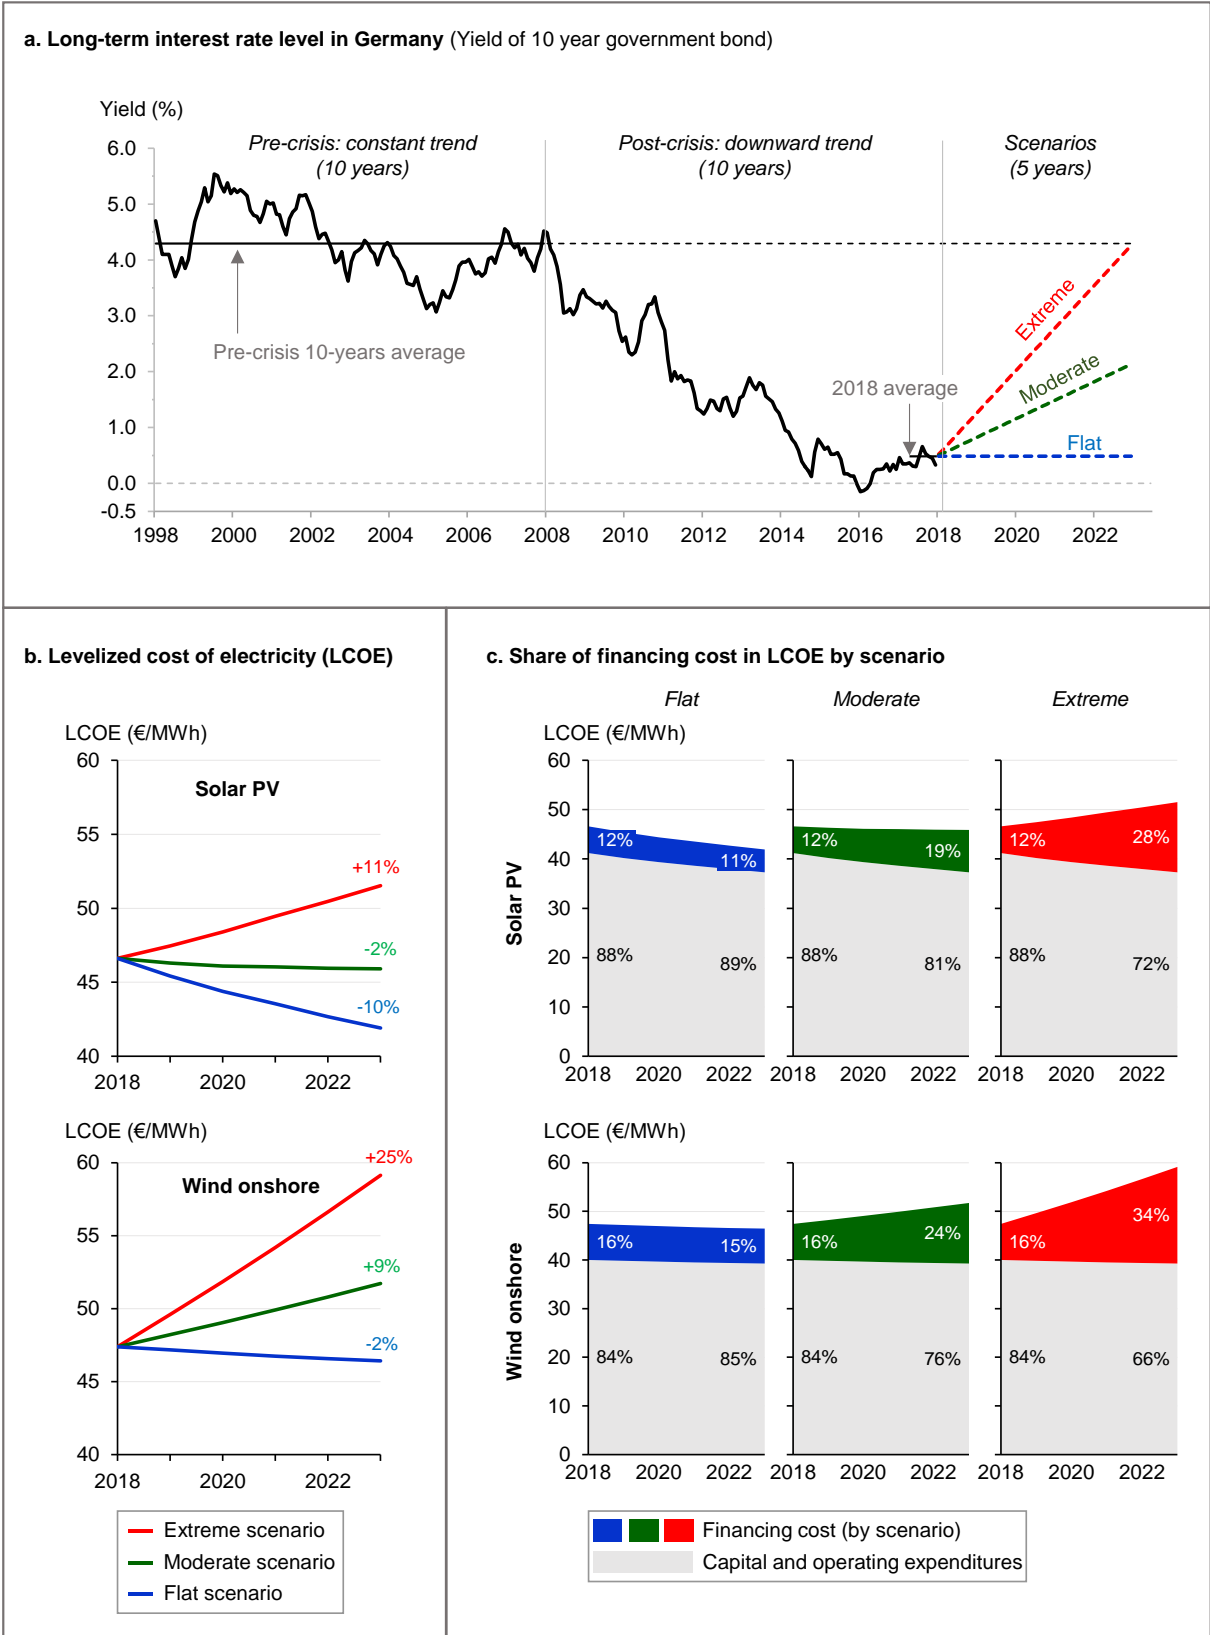 a. Long-term interest rate level in Germany (Yield of 10 year government bond)
Yield (%)
Pre-crisis: constant trend
(10 years)
Post-crisis: downward trend
(10 years)
Scenarios
(5 years)
6.0
5.0
4.0
3.0
2.0
1.0
0.0
-0.5
Pre-crisis 10-years average
2018 average
Extreme
Moderate
Flat
1998 2000 2002 2004 2006 2008 2010 2012 2014 2016 2018 2020 2022
b. Levelized cost of electricity (LCOE)
LCOE (€/MWh)
Solar PV
60
55
50
45
40
+11%
-2%
-10%
2018 2020 2022
LCOE (€/MWh)
Wind onshore
60
55
50
45
40
+25%
+9%
-2%
2018 2020 2022
Extreme scenario
Moderate scenario
Flat scenario
c. Share of financing cost in LCOE by scenario
Flat Moderate Extreme
LCOE (€/MWh)
Solar PV
60
50
40
30
20
10
0
12% 11% 12% 19% 12% 28%
88% 89% 88% 81% 88% 72%
2018 2020 2022 2018 2020 2022 2018 2020 2022
LCOE (€/MWh)
Wind onshore
60
50
40
30
20
10
0
16% 15% 16% 24% 16% 34%
84% 85% 84% 76% 84% 66%
2018 2020 2022 2018 2020 2022 2018 2020 2022
Financing cost (by scenario)
Capital and operating expenditures